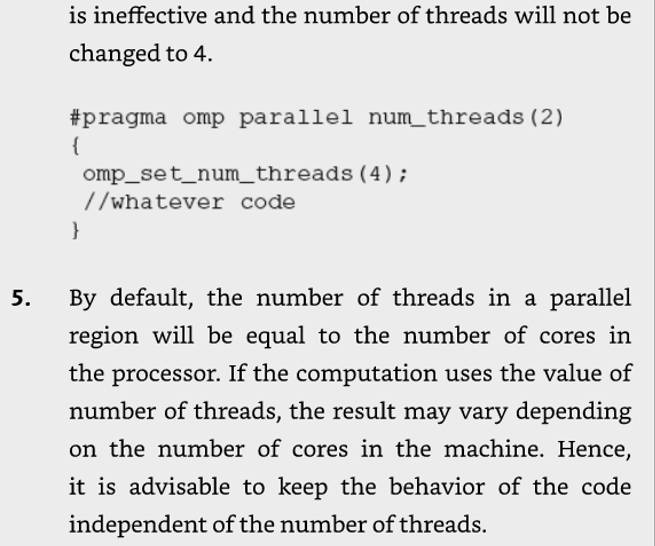 is ineffective and the number of threads will not be
changed to 4.
#pragma omp parallel num_threads(2)
{
omp_set_num_threads(4);
//whatever code
}
5. By default, the number of threads in a parallel
region will be equal to the number of cores in
the processor. If the computation uses the value of
number of threads, the result may vary depending
on the number of cores in the machine. Hence,
it is advisable to keep the behavior of the code
independent of the number of threads.